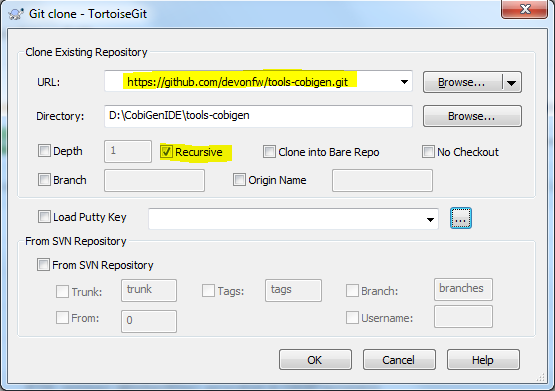 Git clone - TortoiseGit
Clone Existing Repository
URL: https://github.com/devonfw/tools-cobigen.git Browse...
Directory: D:\CobiGenIDE\tools-cobigen Browse...
Depth 1 Recursive Clone into Bare Repo No Checkout
Branch Origin Name
Load Putty Key ...
From SVN Repository
From SVN Repository
Trunk: trunk Tags: tags Branch: branches
From: 0 Username:
OK Cancel Help